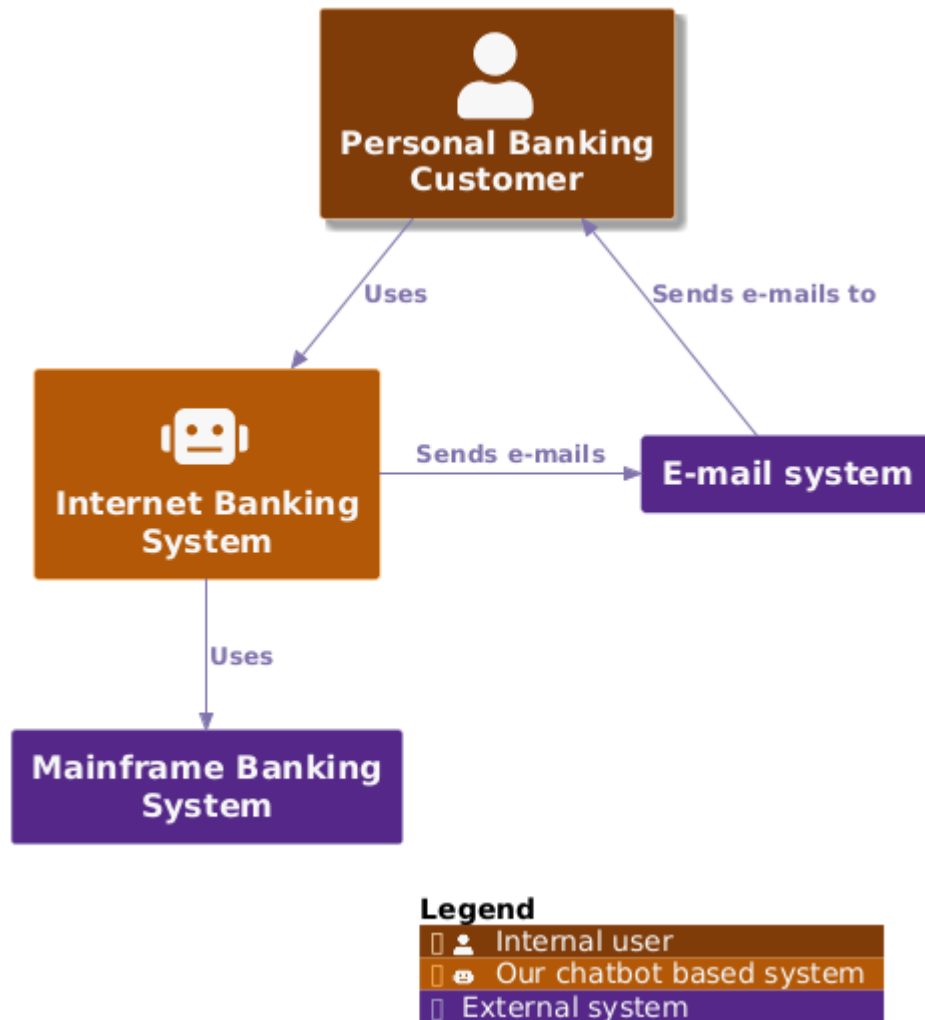 Personal Banking
Customer
Uses
Sends e-mails to
Internet Banking
System
Sends e-mails
E-mail system
Uses
Mainframe Banking
System
Legend
Internal user
Our chatbot based system
External system